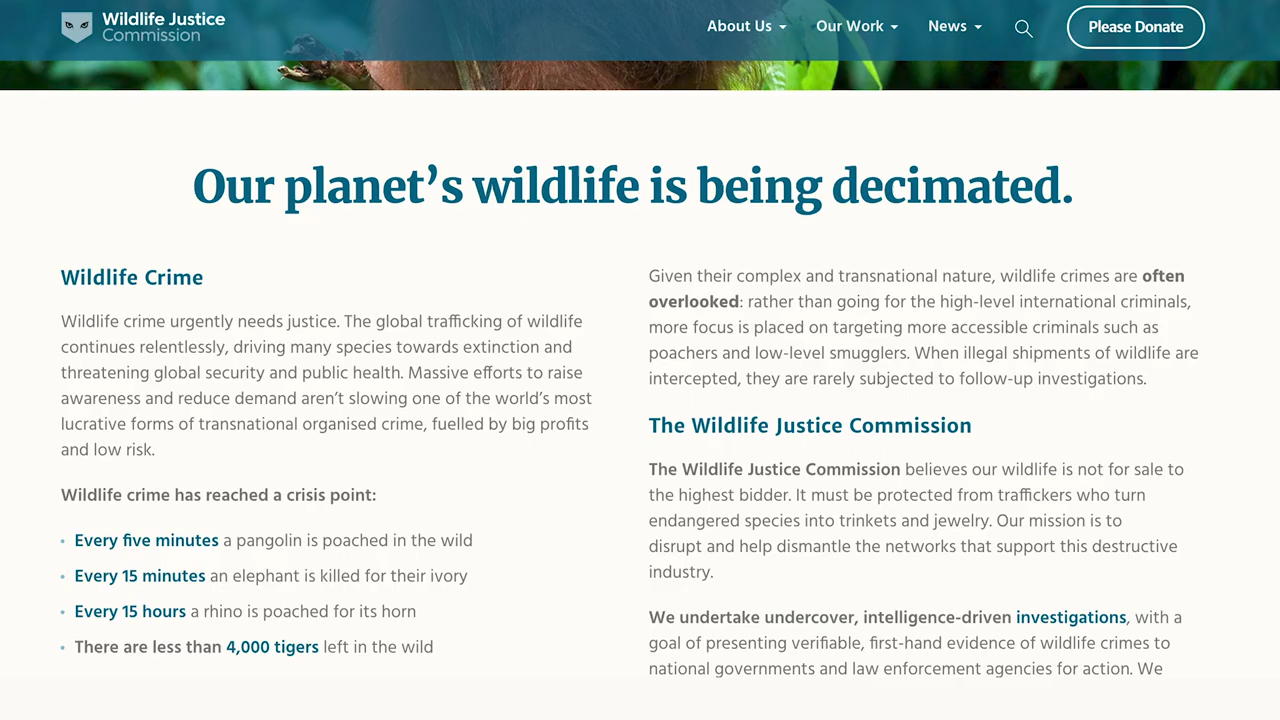 Wildlife Justice
Commission
About Us
Our Work
News
Please Donate
Our planet’s wildlife is being decimated.
Wildlife Crime
Wildlife crime urgently needs justice. The global trafficking of wildlife
continues relentlessly, driving many species towards extinction and
threatening global security and public health. Massive efforts to raise
awareness and reduce demand aren’t slowing one of the world’s most
lucrative forms of transnational organised crime, fuelled by big profits
and low risk.
Wildlife crime has reached a crisis point:
• Every five minutes a pangolin is poached in the wild
• Every 15 minutes an elephant is killed for their ivory
• Every 15 hours a rhino is poached for its horn
• There are less than 4,000 tigers left in the wild
Given their complex and transnational nature, wildlife crimes are often
overlooked: rather than going for the high-level international criminals,
more focus is placed on targeting more accessible criminals such as
poachers and low-level smugglers. When illegal shipments of wildlife are
intercepted, they are rarely subjected to follow-up investigations.
The Wildlife Justice Commission
The Wildlife Justice Commission believes our wildlife is not for sale to
the highest bidder. It must be protected from traffickers who turn
endangered species into trinkets and jewelry. Our mission is to
disrupt and help dismantle the networks that support this destructive
industry.
We undertake undercover, intelligence-driven investigations, with a
goal of presenting verifiable, first-hand evidence of wildlife crimes to
national governments and law enforcement agencies for action. We